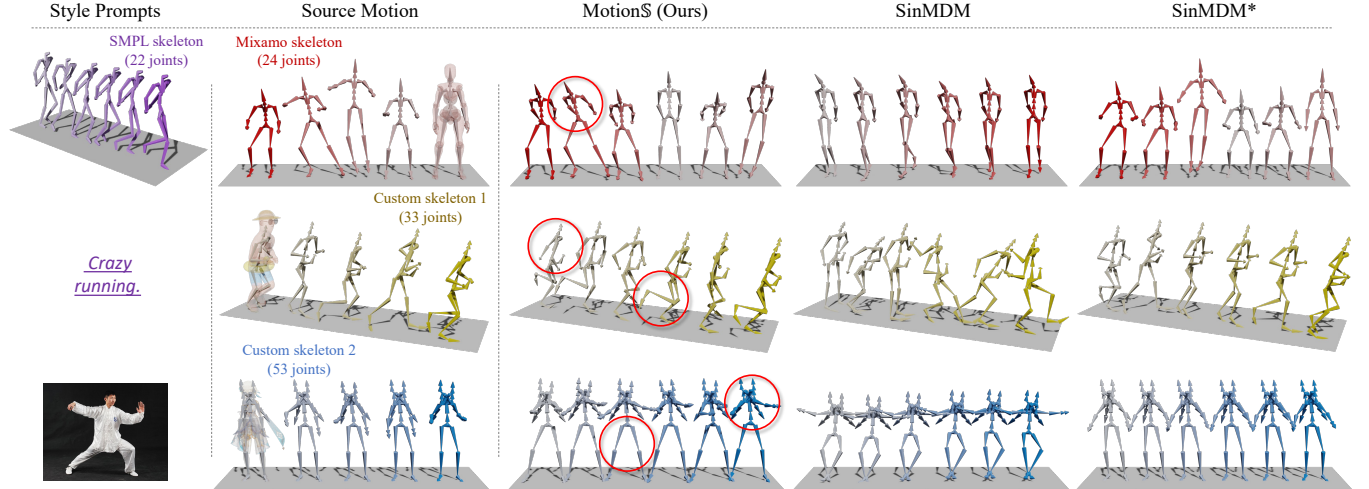 Style Prompts
Source Motion
Motion𝕊 (Ours)
SinMDM
SinMDM*
SMPL skeleton
(22 joints)
Mixamo skeleton
(24 joints)
Custom skeleton 1
(33 joints)
Crazy
running.
Custom skeleton 2
(53 joints)